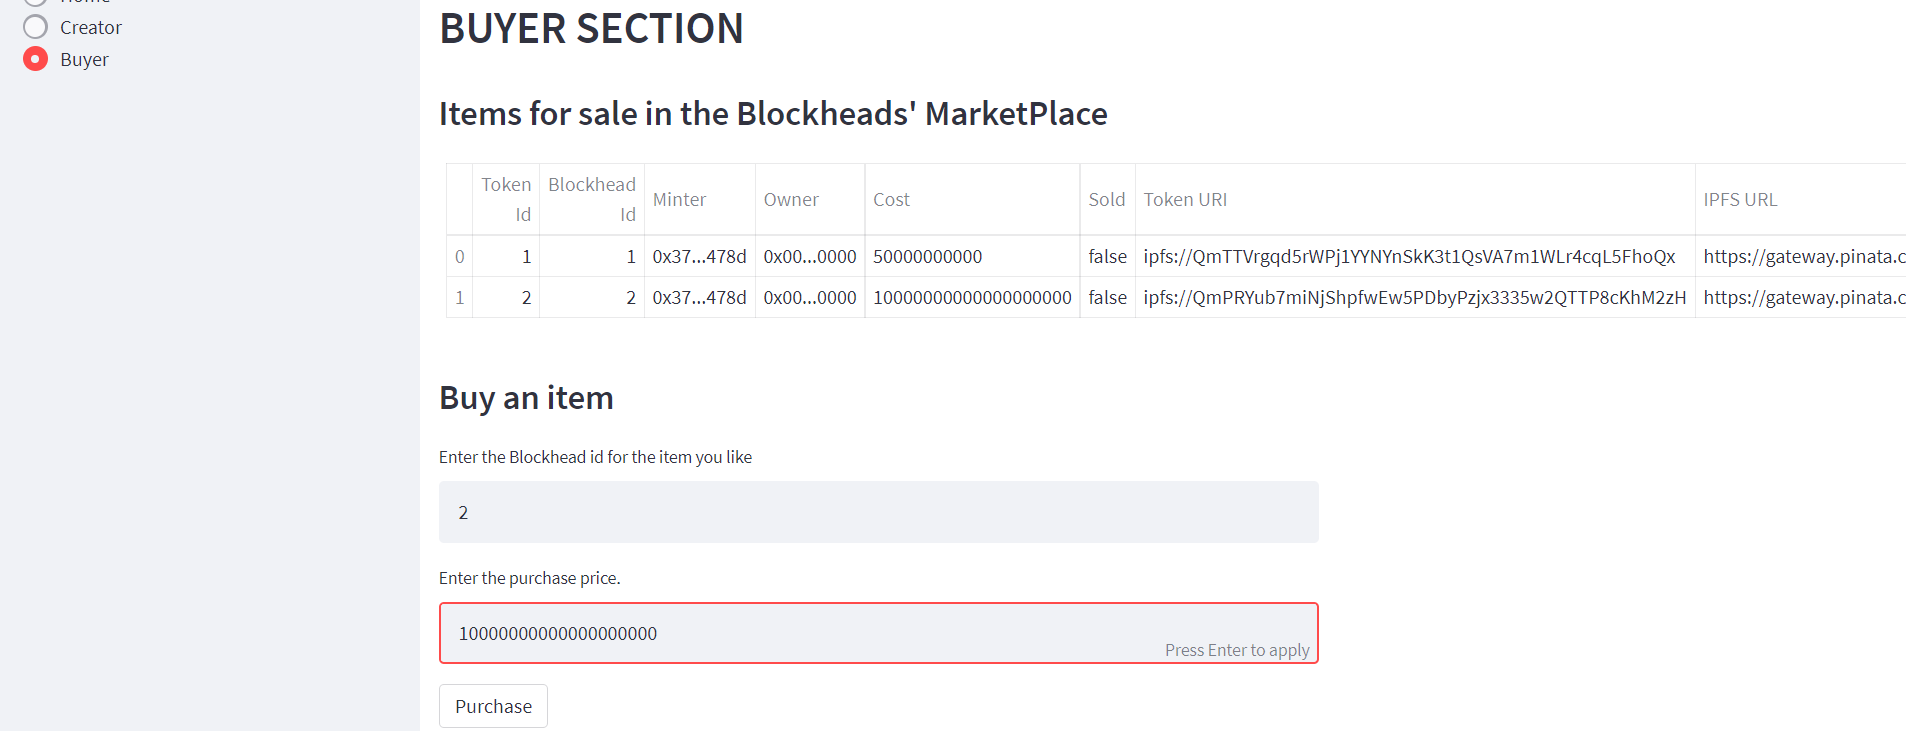 Home
Creator
Buyer
BUYER SECTION
Items for sale in the Blockheads' MarketPlace
Token Id Blockhead Id Minter Owner Cost Sold Token URI IPFS URL
0 1 1 0x37...478d 0x00...0000 50000000000 false ipfs://QmTTVrgqd5rWPj1YYNYnSkK3t1QsVA7m1WLr4cqL5FhoQx https://gateway.pinata.c
1 2 2 0x37...478d 0x00...0000 10000000000000000000 false ipfs://QmPRYub7miNjShpfwEw5PDbyPzjx3335w2QTTP8cKhM2zH https://gateway.pinata.c
Buy an item
Enter the Blockhead id for the item you like
2
Enter the purchase price.
10000000000000000000
Press Enter to apply
Purchase